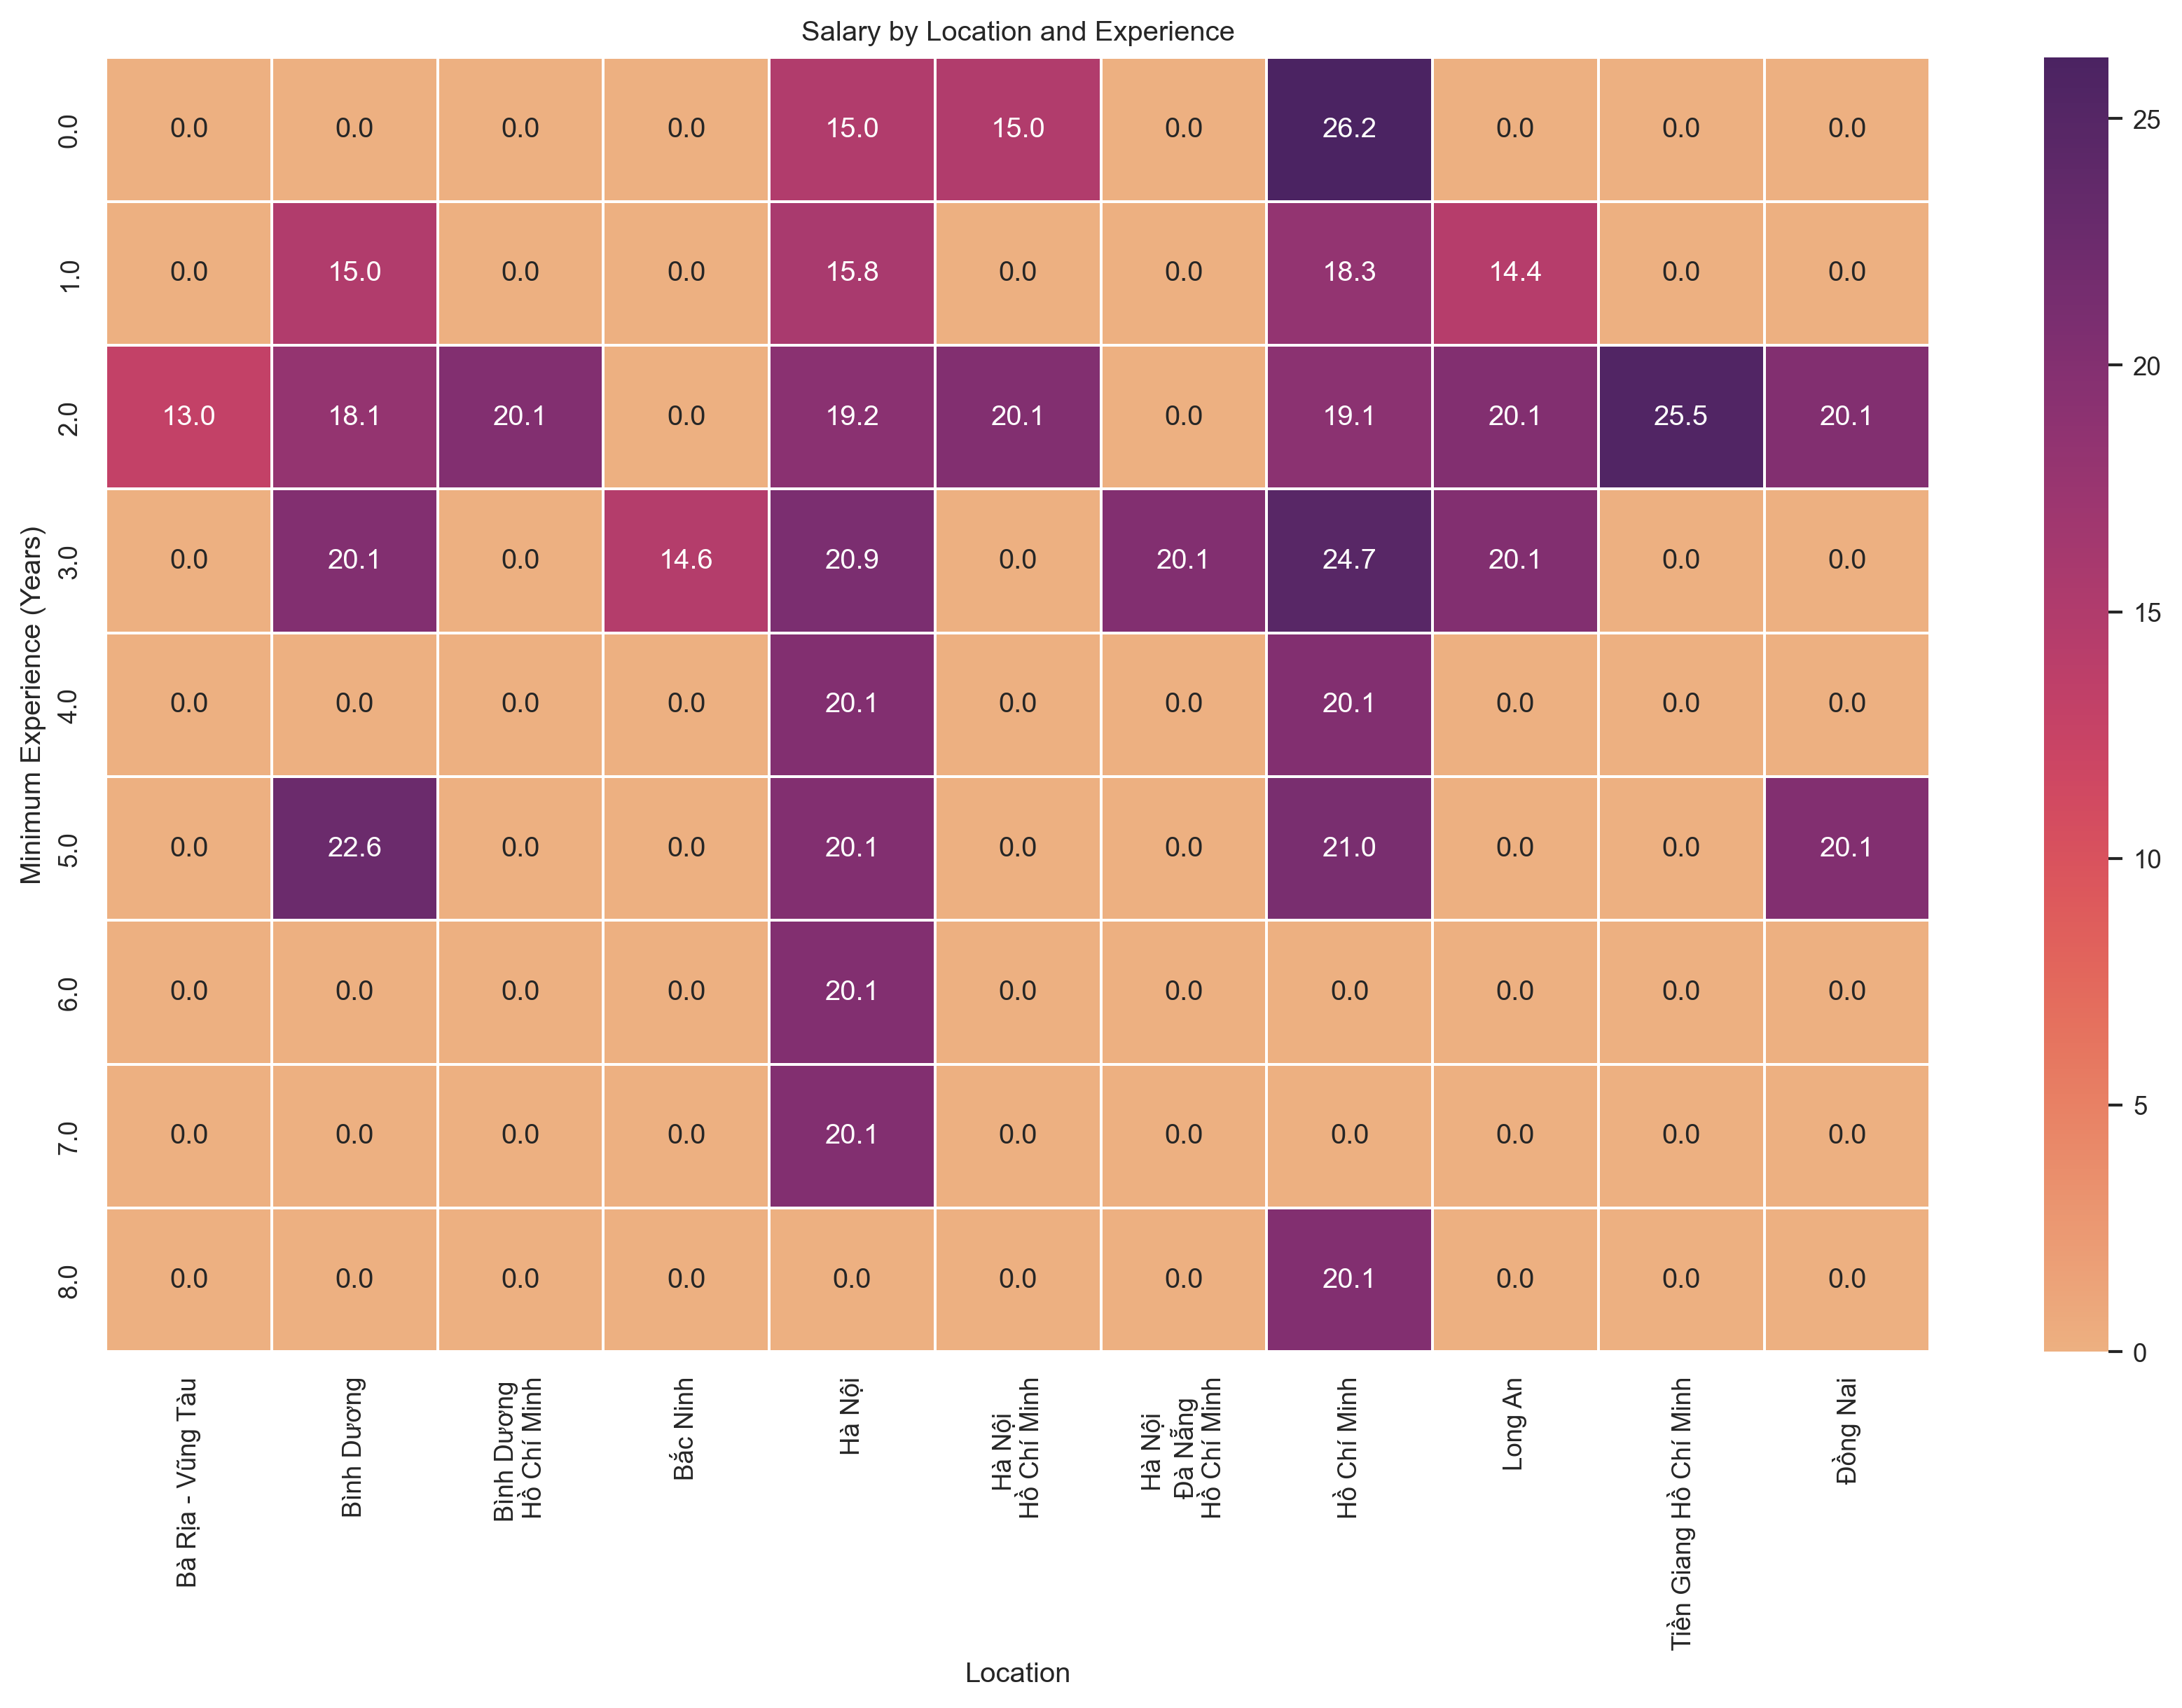 Salary by Location and Experience
0.0 0.0 0.0 0.0 0.0 15.0 15.0 0.0 26.2 0.0 0.0 0.0
1.0 0.0 15.0 0.0 0.0 15.8 0.0 0.0 18.3 14.4 0.0 0.0
2.0 13.0 18.1 20.1 0.0 19.2 20.1 0.0 19.1 20.1 25.5 20.1
3.0 0.0 20.1 0.0 14.6 20.9 0.0 20.1 24.7 20.1 0.0 0.0
4.0 0.0 0.0 0.0 0.0 20.1 0.0 0.0 20.1 0.0 0.0 0.0
5.0 0.0 22.6 0.0 0.0 20.1 0.0 0.0 21.0 0.0 0.0 20.1
6.0 0.0 0.0 0.0 0.0 20.1 0.0 0.0 0.0 0.0 0.0 0.0
7.0 0.0 0.0 0.0 0.0 20.1 0.0 0.0 0.0 0.0 0.0 0.0
8.0 0.0 0.0 0.0 0.0 0.0 0.0 0.0 20.1 0.0 0.0 0.0
Minimum Experience (Years)
Bà Rịa - Vũng Tàu
Bình Dương
Bình Dương
Hồ Chí Minh
Bắc Ninh
Hà Nội
Hà Nội
Hồ Chí Minh
Hà Nội
Đà Nẵng
Hồ Chí Minh
Hồ Chí Minh
Long An
Tiền Giang Hồ Chí Minh
Đồng Nai
Location
25
20
15
10
5
0